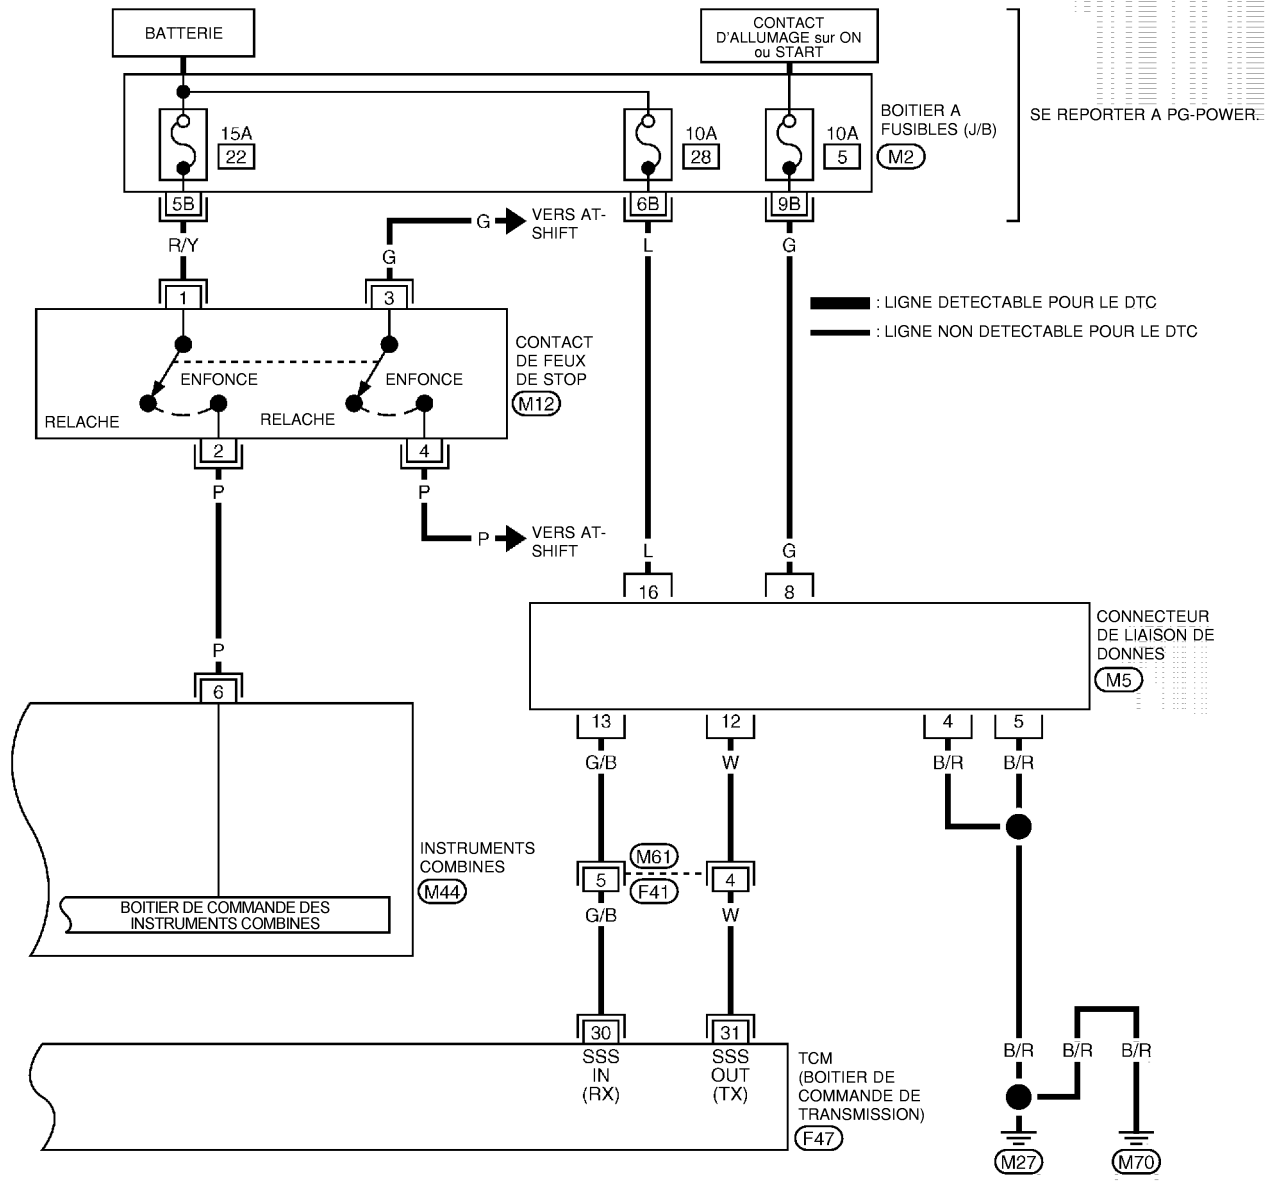 BATTERIE
CONTACT
D'ALLUMAGE sur ON
ou START
15A
22
10A
28
10A
5
BOITIER A
FUSIBLES (J/B)
M2
SE REPORTER A PG-POWER.
5B
6B
9B
R/Y
G
G
VERS AT-
SHIFT
L
G
1
3
: LIGNE DETECTABLE POUR LE DTC
: LIGNE NON DETECTABLE POUR LE DTC
ENFONCE
ENFONCE
RELACHE
RELACHE
CONTACT
DE FEUX
DE STOP
M12
2
4
P
P
P
VERS AT-
SHIFT
L
G
16
8
CONNECTEUR
DE LIAISON DE
DONNES
M5
P
6
13
12
4
5
G/B
W
B/R
B/R
INSTRUMENTS
COMBINES
M44
BOITIER DE COMMANDE DES
INSTRUMENTS COMBINES
M61
5
4
F41
G/B
W
30
31
SSS
IN
(RX)
SSS
OUT
(TX)
TCM
(BOITIER DE
COMMANDE DE
TRANSMISSION)
F47
B/R
B/R
B/R
M27
M70